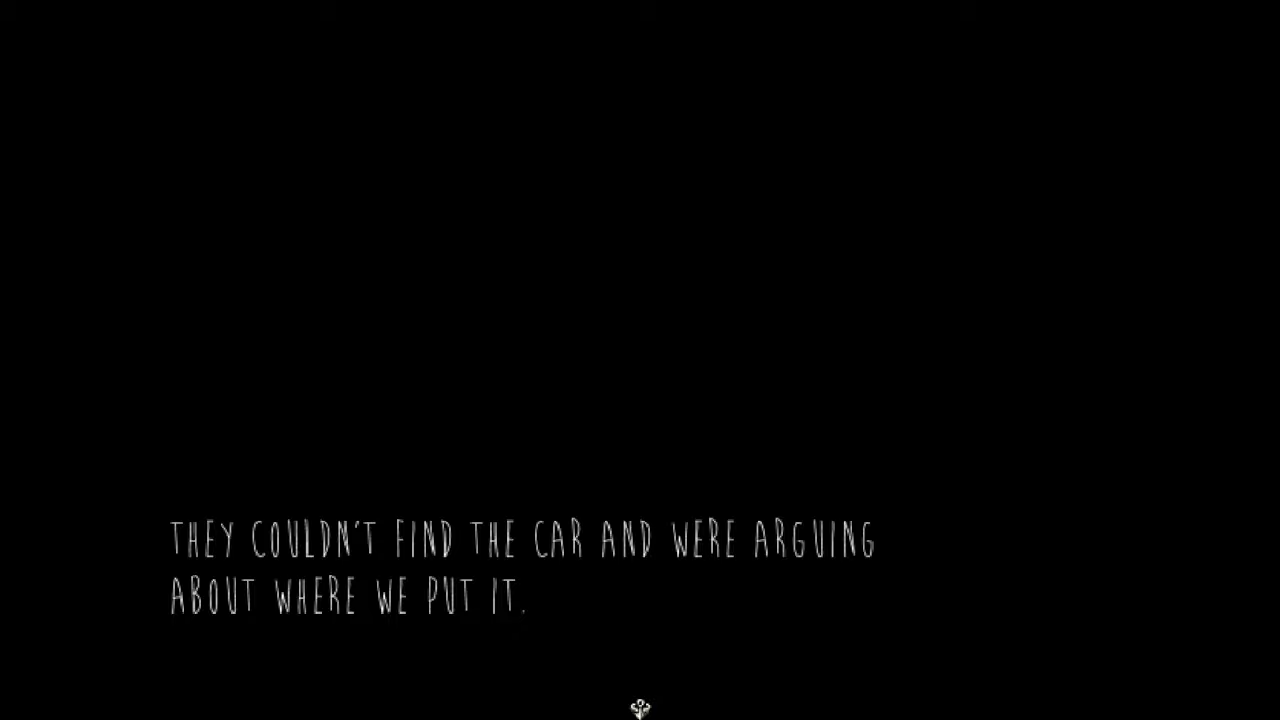 THEY COULDN'T FIND THE CAR AND WERE ARGUING
ABOUT WHERE WE PUT IT.